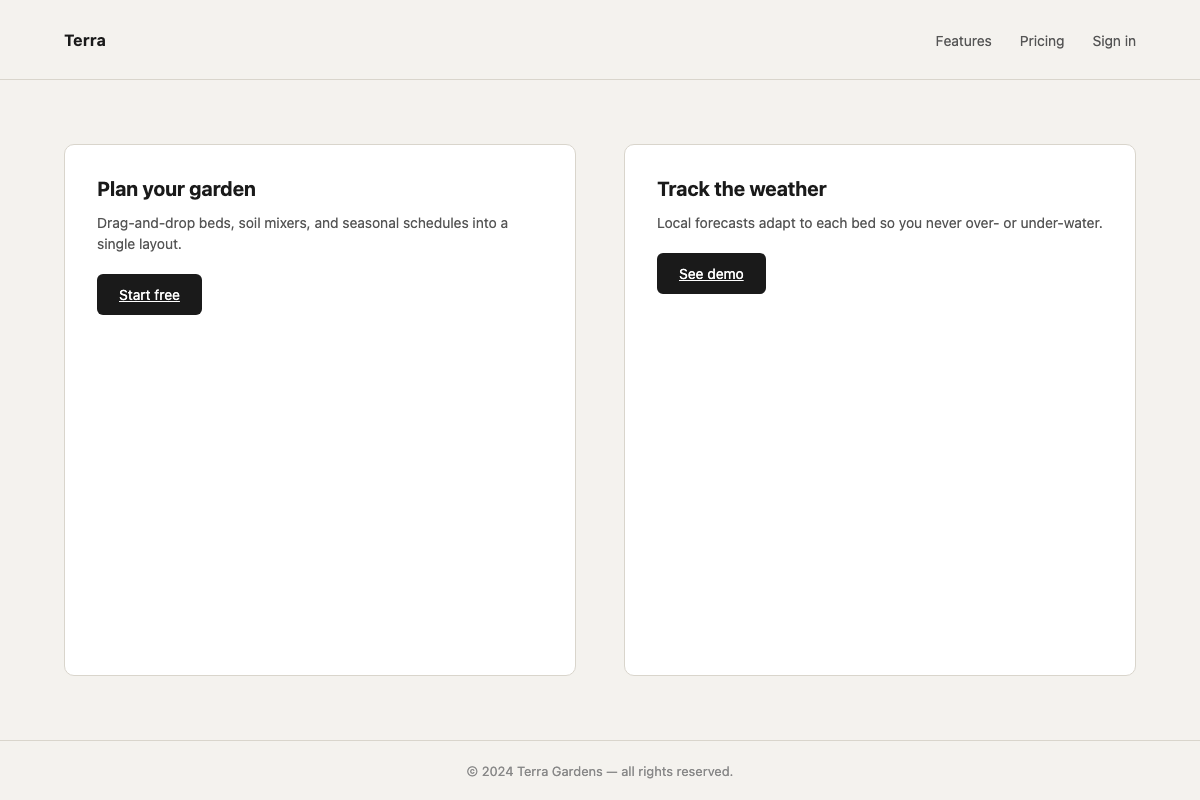 Terra
Features
Pricing
Sign in
Plan your garden
Drag-and-drop beds, soil mixers, and seasonal schedules into a
single layout.
Start free
Track the weather
Local forecasts adapt to each bed so you never over- or under-water.
See demo
© 2024 Terra Gardens — all rights reserved.